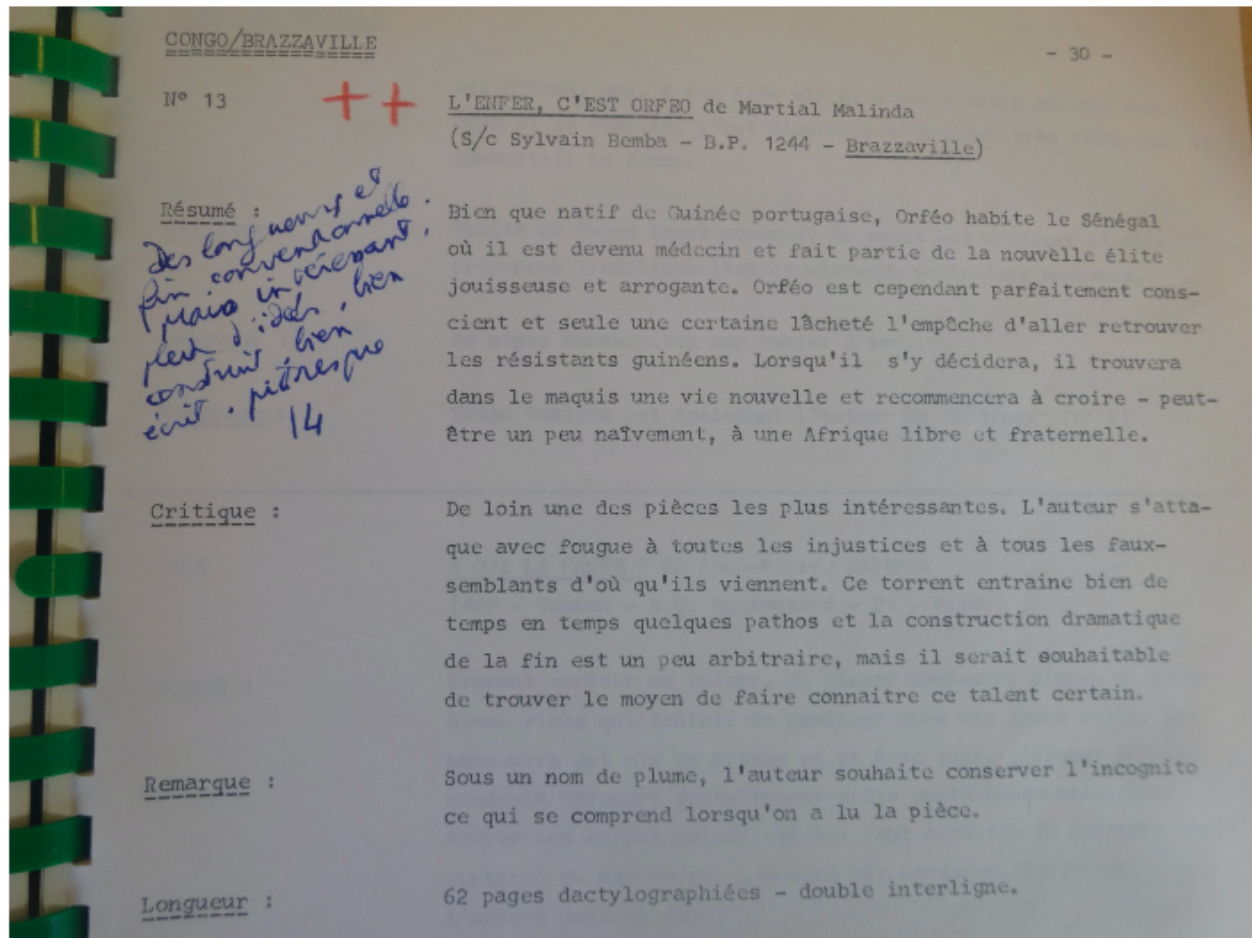 CONGO/BRAZZAVILLE
- 30 -
N° 13
++
L'ENFER, C'EST ORFEO de Martial Malinda
(S/c Sylvain Bemba - B.P. 1244 - Brazzaville)
Résumé :
Des longueurs et
fin conventionnelle.
mais intéressant,
plein d'idées, bien
construit, bien
écrit. pittoresque
14
Bien que natif de Guinée portugaise, Orféo habite le Sénégal
où il est devenu médecin et fait partie de la nouvelle élite
jouisseuse et arrogante. Orféo est cependant parfaitement cons-
cient et seule une certaine lâcheté l'empêche d'aller retrouver
les résistants guinéens. Lorsqu'il s'y décidera, il trouvera
dans le maquis une vie nouvelle et recommencera à croire - peut-
être un peu naïvement, à une Afrique libre et fraternelle.
Critique :
De loin une des pièces les plus intéressantes. L'auteur s'atta-
que avec fougue à toutes les injustices et à tous les faux-
semblants d'où qu'ils viennent. Ce torrent entraine bien de
temps en temps quelques pathos et la construction dramatique
de la fin est un peu arbitraire, mais il serait souhaitable
de trouver le moyen de faire connaitre ce talent certain.
Remarque :
Sous un nom de plume, l'auteur souhaite conserver l'incognito
ce qui se comprend lorsqu'on a lu la pièce.
Longueur :
62 pages dactylographiées - double interligne.